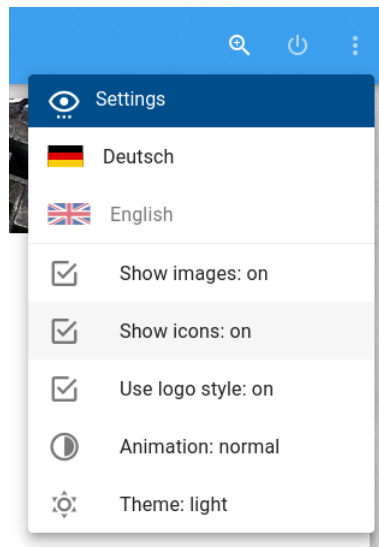 Settings
Deutsch
English
Show images: on
Show icons: on
Use logo style: on
Animation: normal
Theme: light